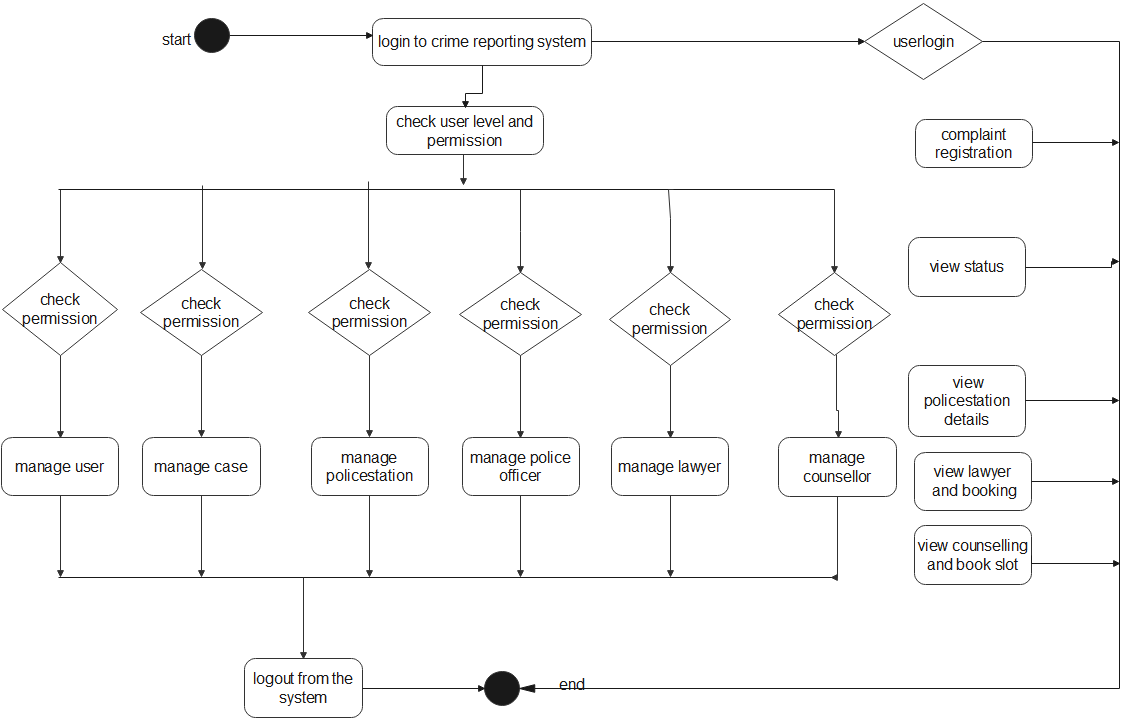 start
login to crime reporting system
userlogin
check user level and
permission
complaint
registration
view status
check
permission
check
permission
check
permission
check
permission
check
permission
check
permission
view
policestation
details
manage user
manage case
manage
policestation
manage police
officer
manage lawyer
manage
counsellor
view lawyer
and booking
view counselling
and book slot
logout from the
system
end